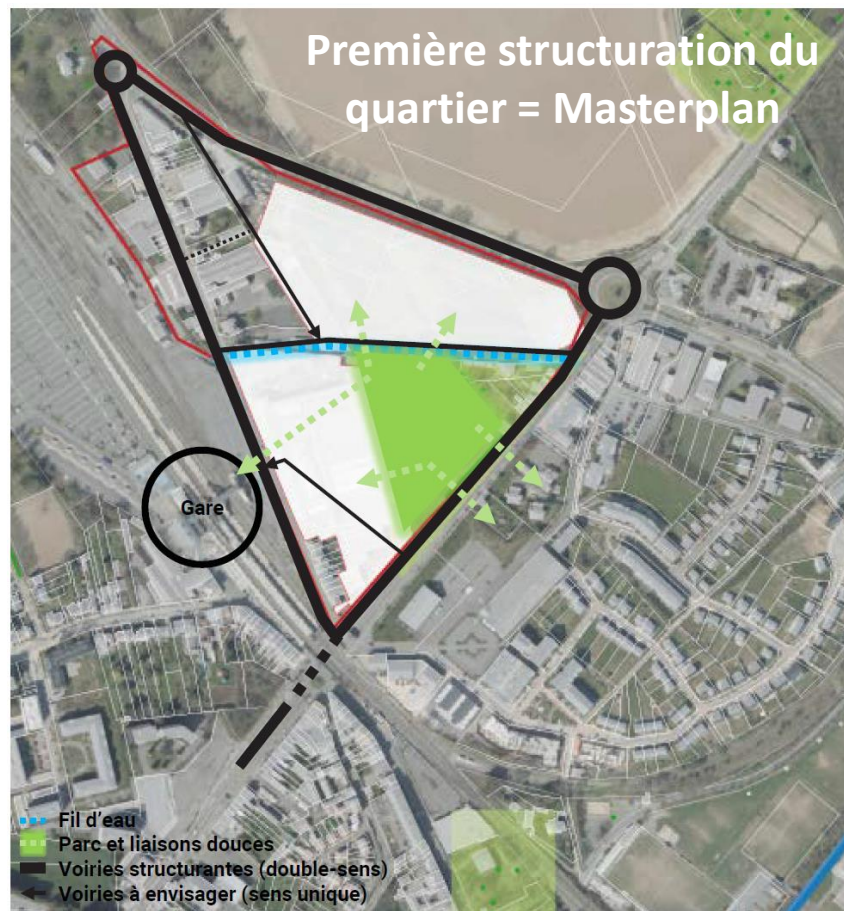 Première structuration du
quartier = Masterplan
Gare
Fil d'eau
Parc et liaisons douces
Voiries structurantes (double-sens)
Voiries à envisager (sens unique)